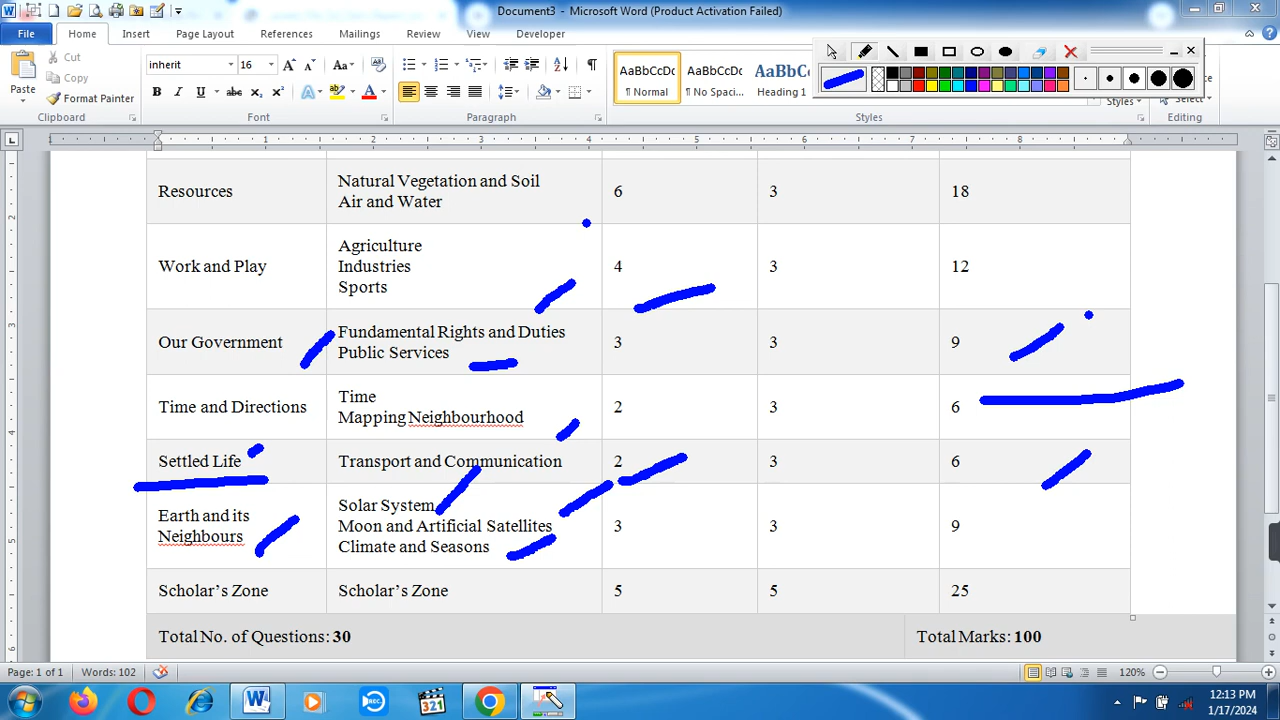 Document3 - Microsoft Word (Product Activation Failed)
File Home Insert Page Layout References Mailings Review View Developer
Cut
Copy
Format Painter
Paste
Clipboard
inherit 16
Font
Paragraph
AaBbCcDc AaBbCcDc AaBbC
¶ Normal ¶ No Spaci... Heading 1
Styles
Styles
Select
Editing
Resources Natural Vegetation and Soil
Air and Water 6 3 18
Work and Play Agriculture
Industries
Sports 4 3 12
Our Government Fundamental Rights and Duties
Public Services 3 3 9
Time and Directions Time
Mapping Neighbourhood 2 3 6
Settled Life Transport and Communication 2 3 6
Earth and its
Neighbours Solar System
Moon and Artificial Satellites
Climate and Seasons 3 3 9
Scholar’s Zone Scholar’s Zone 5 5 25
Total No. of Questions: 30 Total Marks: 100
Page: 1 of 1 Words: 102 120%
12:13 PM
1/17/2024